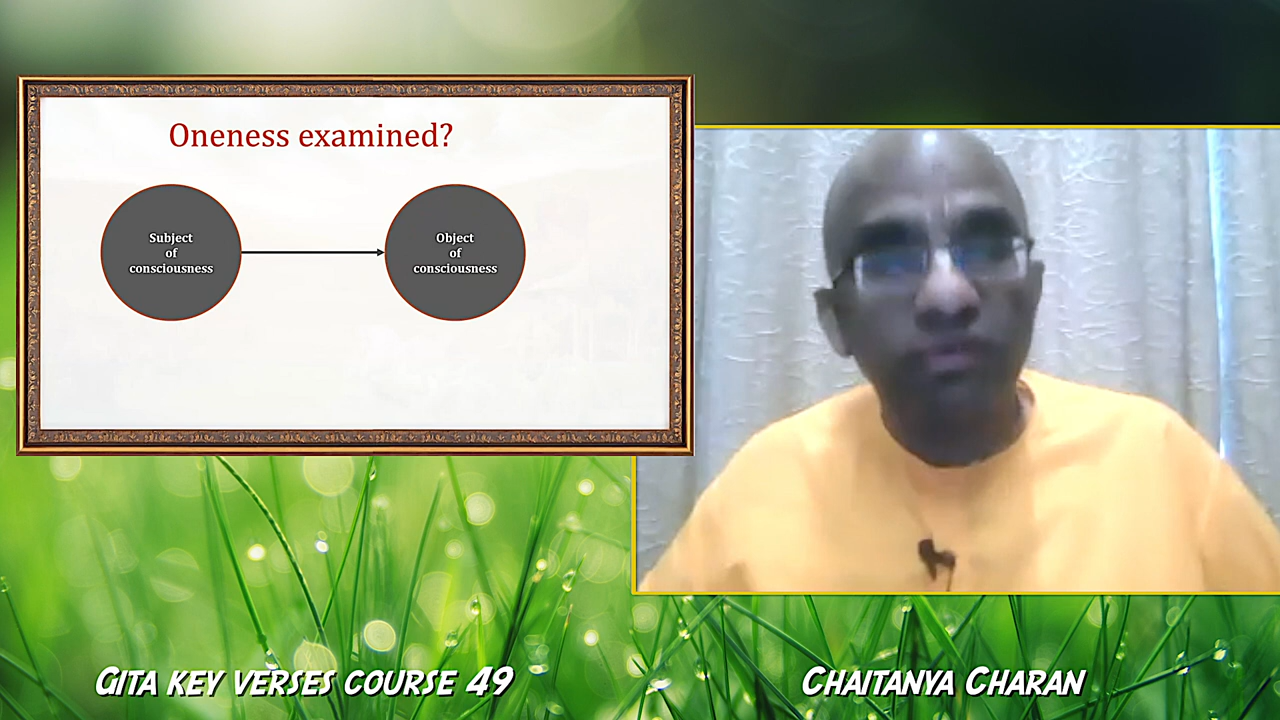 Oneness examined?
Subject
of
consciousness
Object
of
consciousness
GITA KEY VERSES COURSE 49
CHAITANYA CHARAN